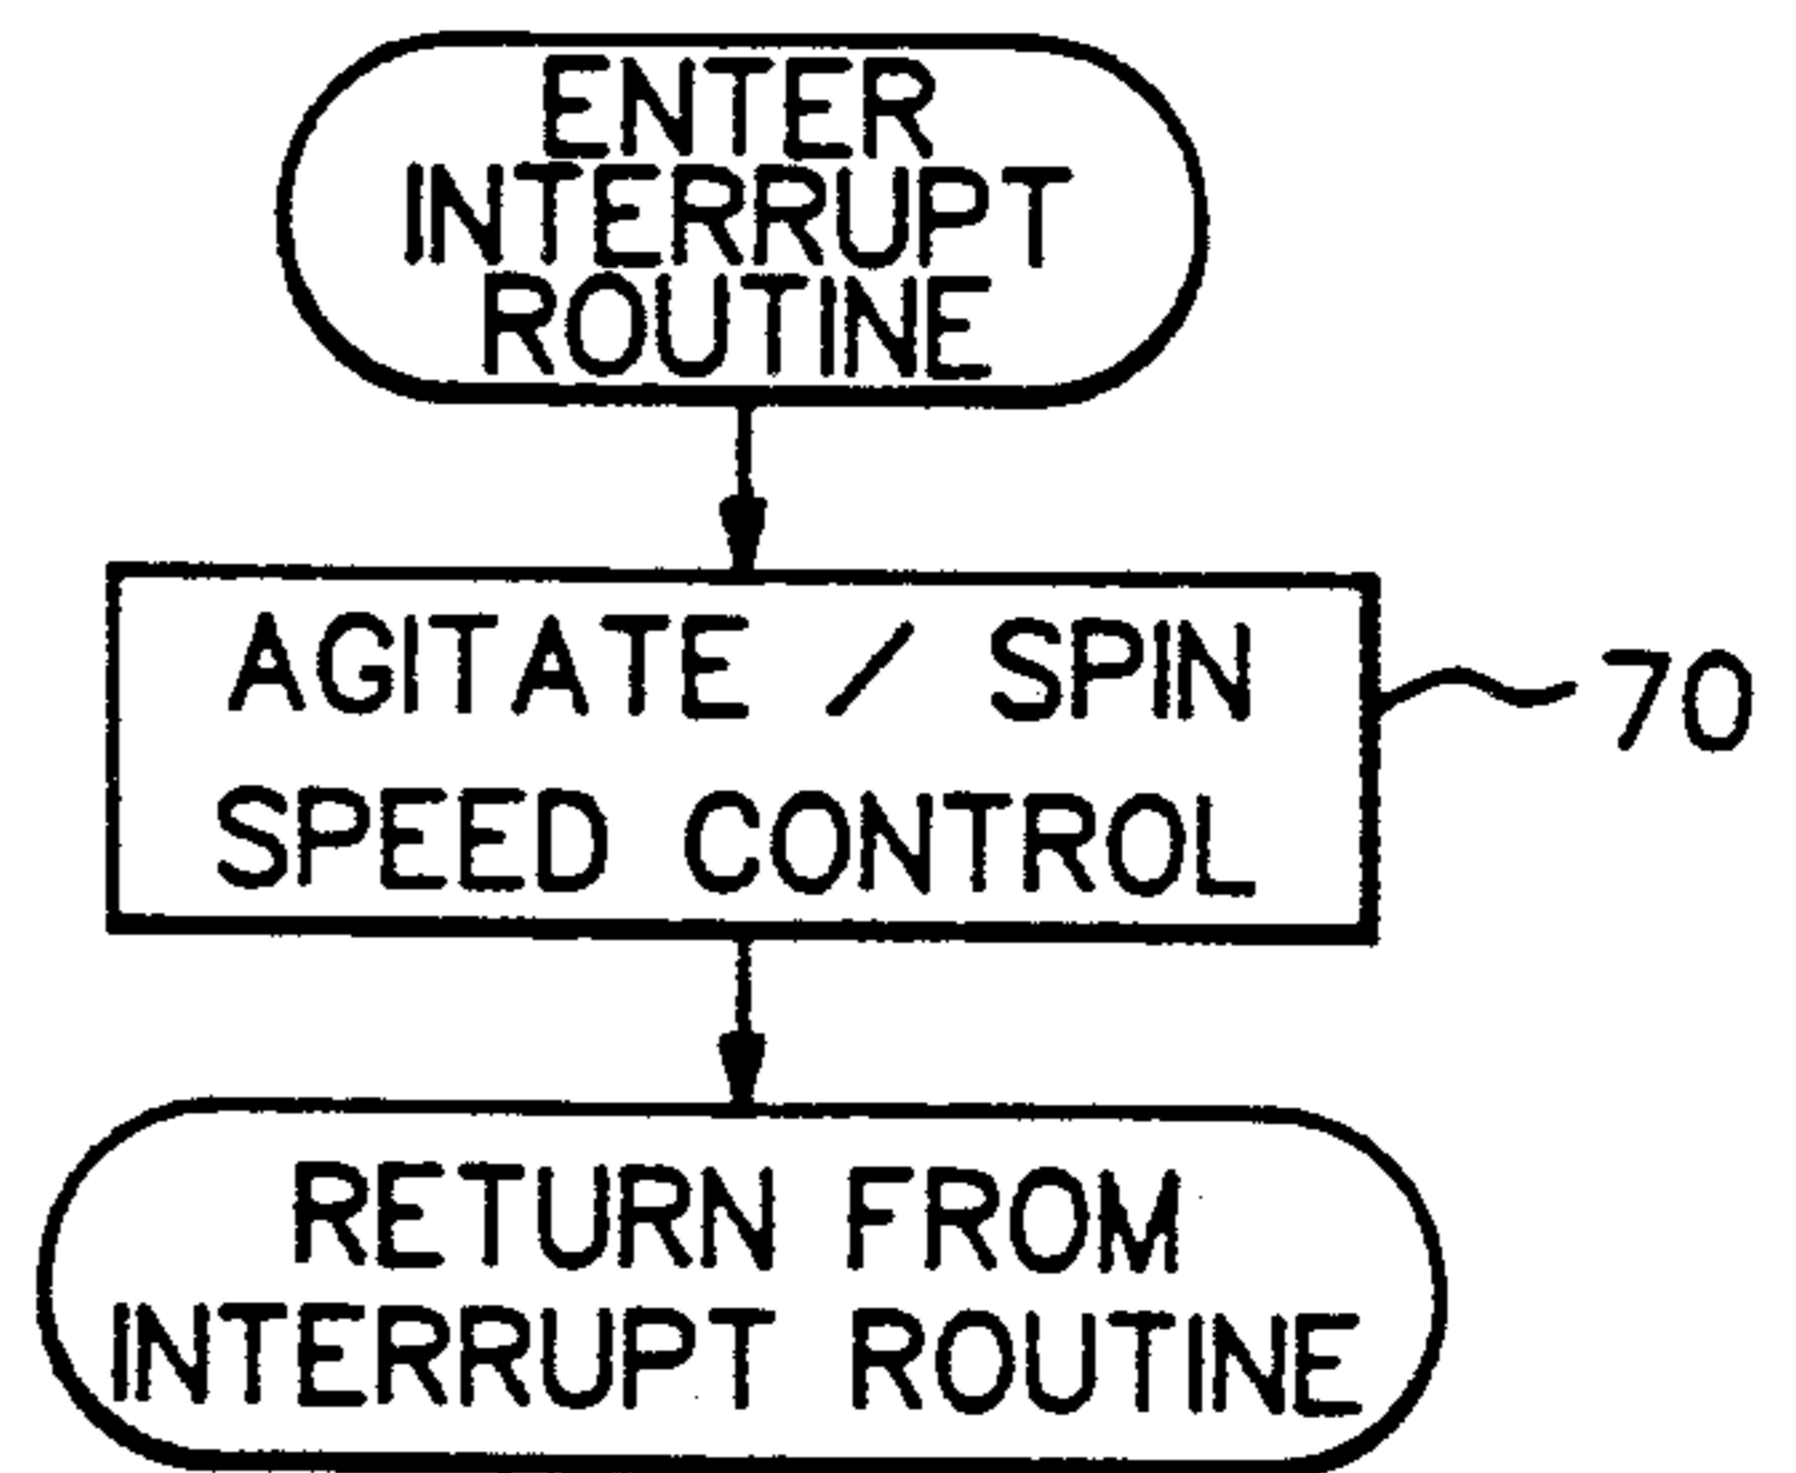 ENTER
INTERRUPT
ROUTINE
AGITATE / SPIN
SPEED CONTROL
70
RETURN FROM
INTERRUPT ROUTINE